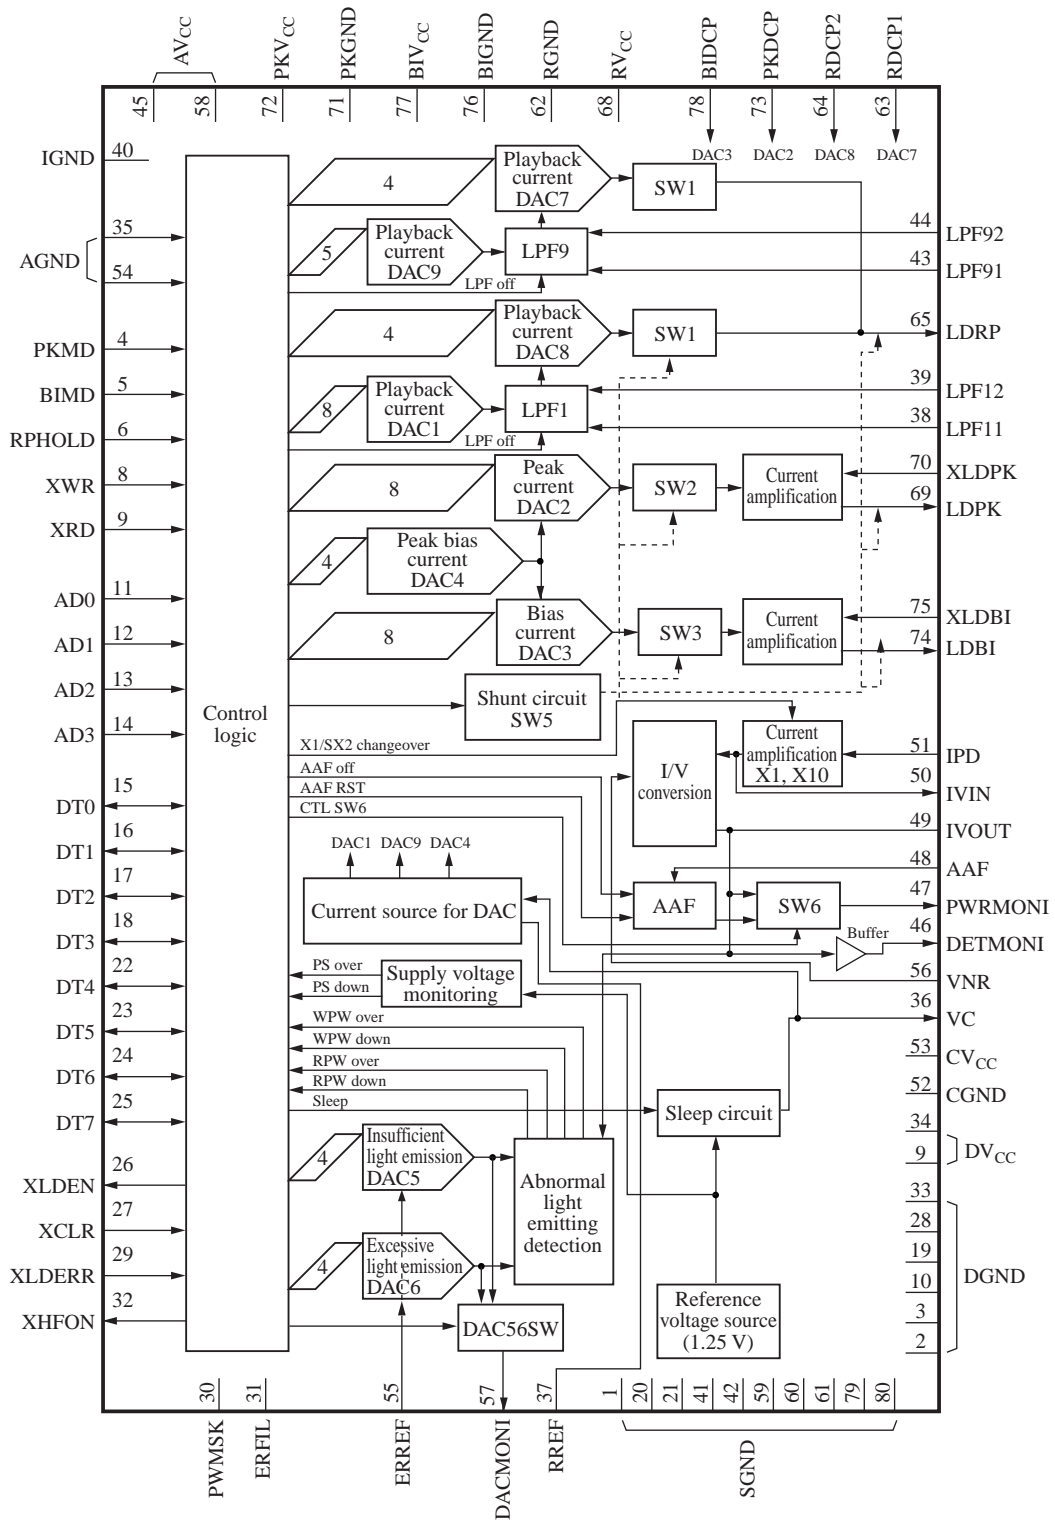 AVCC
PKVCC
PKGND
BIVCC
BIGND
RGND
RVCC
BIDCP
PKDCP
RDCP2
RDCP1
45
58
72
71
77
76
62
68
78
73
64
63
DAC3
DAC2
DAC8
DAC7
IGND
40
35
AGND
54
PKMD
4
BIMD
5
RPHOLD
6
XWR
8
XRD
9
AD0
11
AD1
12
AD2
13
AD3
14
DT0
15
DT1
16
DT2
17
DT3
18
DT4
22
DT5
23
DT6
24
DT7
25
XLDEN
26
XCLR
27
XLDERR
29
XHFON
32
Control
logic
4
Playback
current
DAC7
SW1
5
Playback
current
DAC9
LPF9
LPF off
4
Playback
current
DAC8
SW1
8
Playback
current
DAC1
LPF1
LPF off
8
Peak
current
DAC2
SW2
Current
amplification
4
Peak bias
current
DAC4
8
Bias
current
DAC3
SW3
Current
amplification
Shunt circuit
SW5
X1/SX2 changeover
AAF off
AAF RST
CTL SW6
I/V
conversion
Current
amplification
X1, X10
DAC1
DAC9
DAC4
Current source for DAC
AAF
SW6
Buffer
PS over
PS down
Supply voltage
monitoring
WPW over
WPW down
RPW over
RPW down
Sleep
Sleep circuit
4
Insufficient
light emission
DAC5
Abnormal
light
emitting
detection
4
Excessive
light emission
DAC6
DAC56SW
Reference
voltage source
(1.25 V)
44
LPF92
43
LPF91
65
LDRP
39
LPF12
38
LPF11
70
XLDPK
69
LDPK
75
XLDBI
74
LDBI
51
IPD
50
IVIN
49
IVOUT
48
AAF
47
PWRMONI
46
DETMONI
56
VNR
36
VC
53
CVCC
52
CGND
34
9
DVCC
33
28
19
10
3
2
DGND
30
31
55
57
37
1
20
21
41
42
59
60
61
79
80
PWMSK
ERFIL
ERREF
DACMONI
RREF
SGND